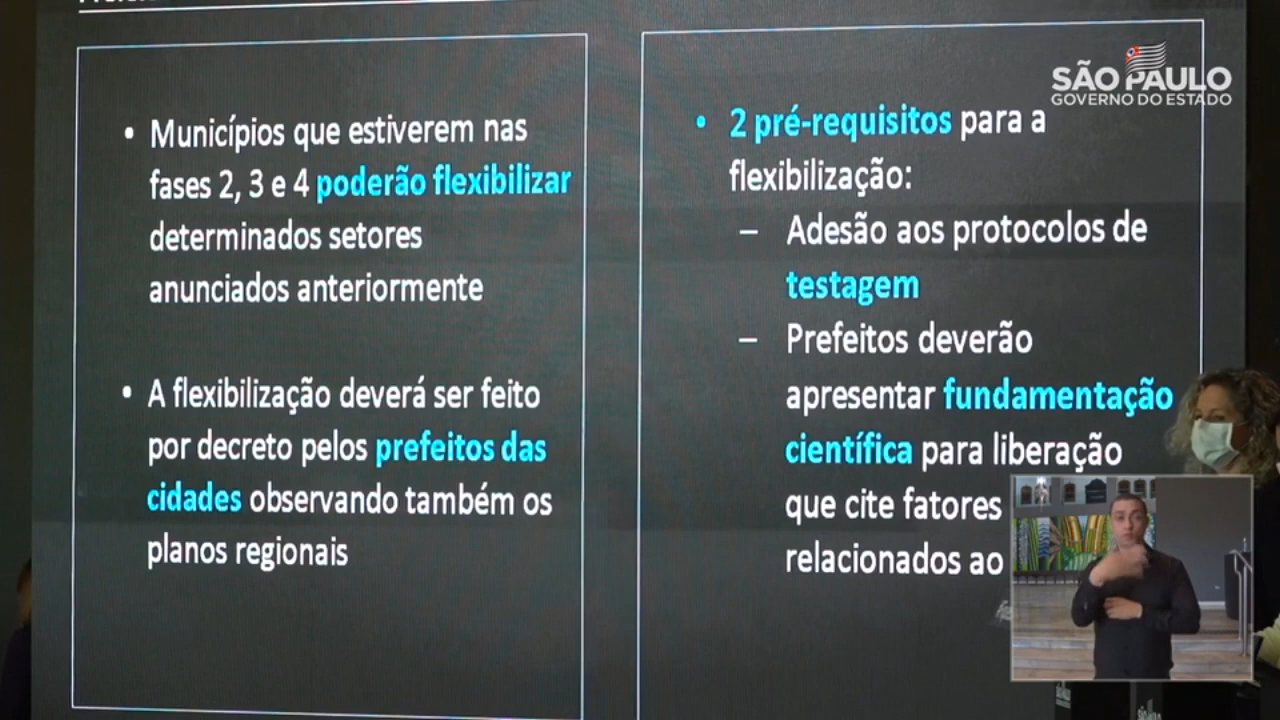 • Municípios que estiverem nas
fases 2, 3 e 4 poderão flexibilizar
determinados setores
anunciados anteriormente
• A flexibilização deverá ser feito
por decreto pelos prefeitos das
cidades observando também os
planos regionais
SÃO PAULO
GOVERNO DO ESTADO
• 2 pré-requisitos para a
flexibilização:
– Adesão aos protocolos de
testagem
– Prefeitos deverão
apresentar fundamentação
científica para liberação
que cite fatores
relacionados ao